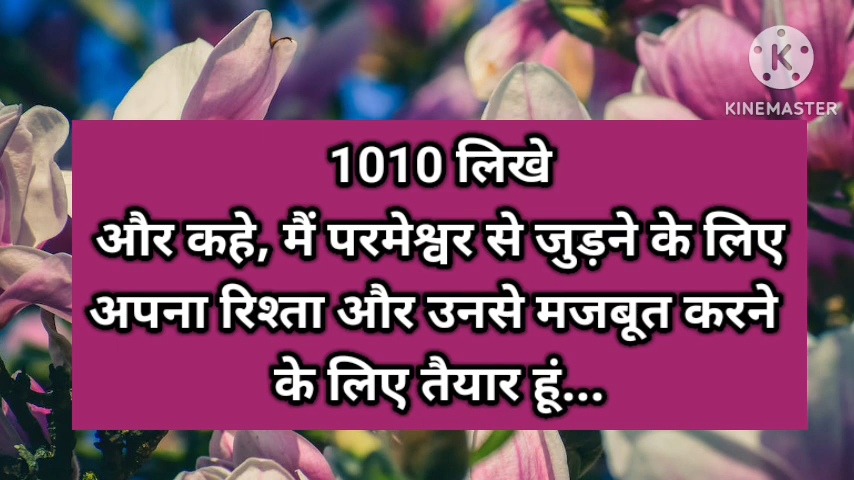 K
KINEMASTER
1010 लिखे
और कहे, मैं परमेश्वर से जुड़ने के लिए
अपना रिश्ता और उनसे मजबूत करने
के लिए तैयार हूं...